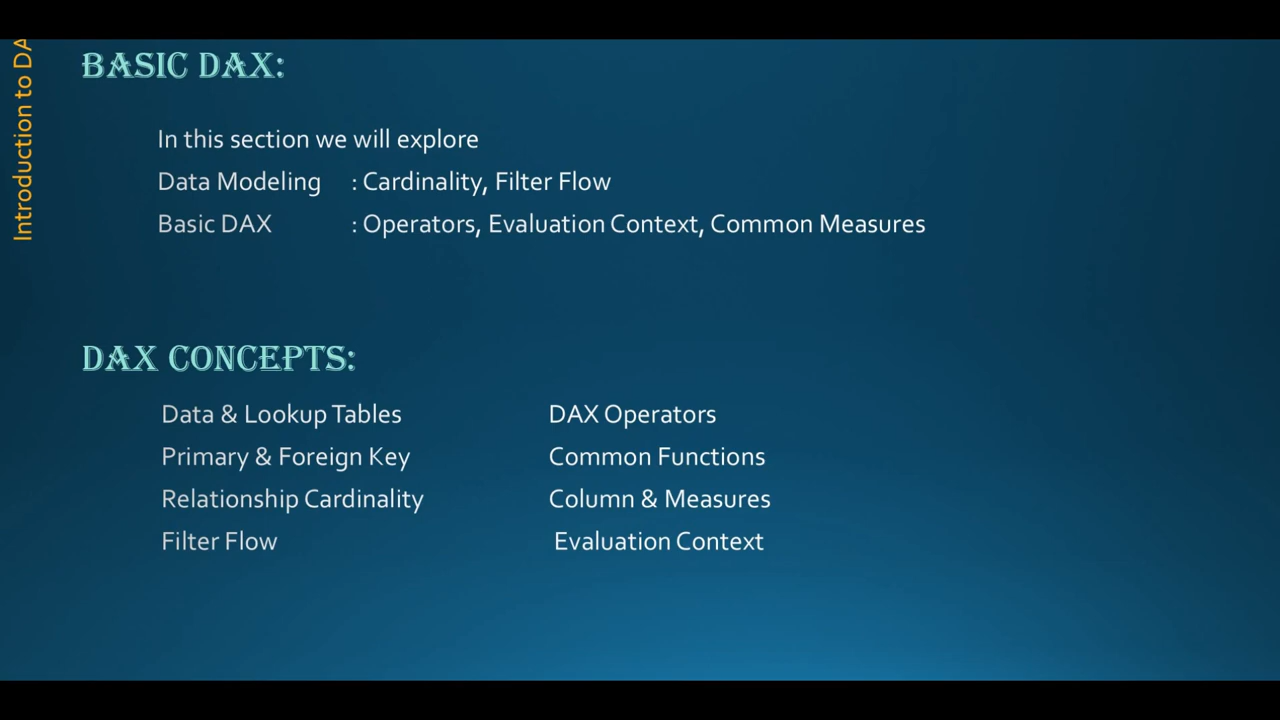 Introduction to DA
BASIC DAX:
In this section we will explore
Data Modeling : Cardinality, Filter Flow
Basic DAX : Operators, Evaluation Context, Common Measures
DAX CONCEPTS:
Data & Lookup Tables
Primary & Foreign Key
Relationship Cardinality
Filter Flow
DAX Operators
Common Functions
Column & Measures
Evaluation Context